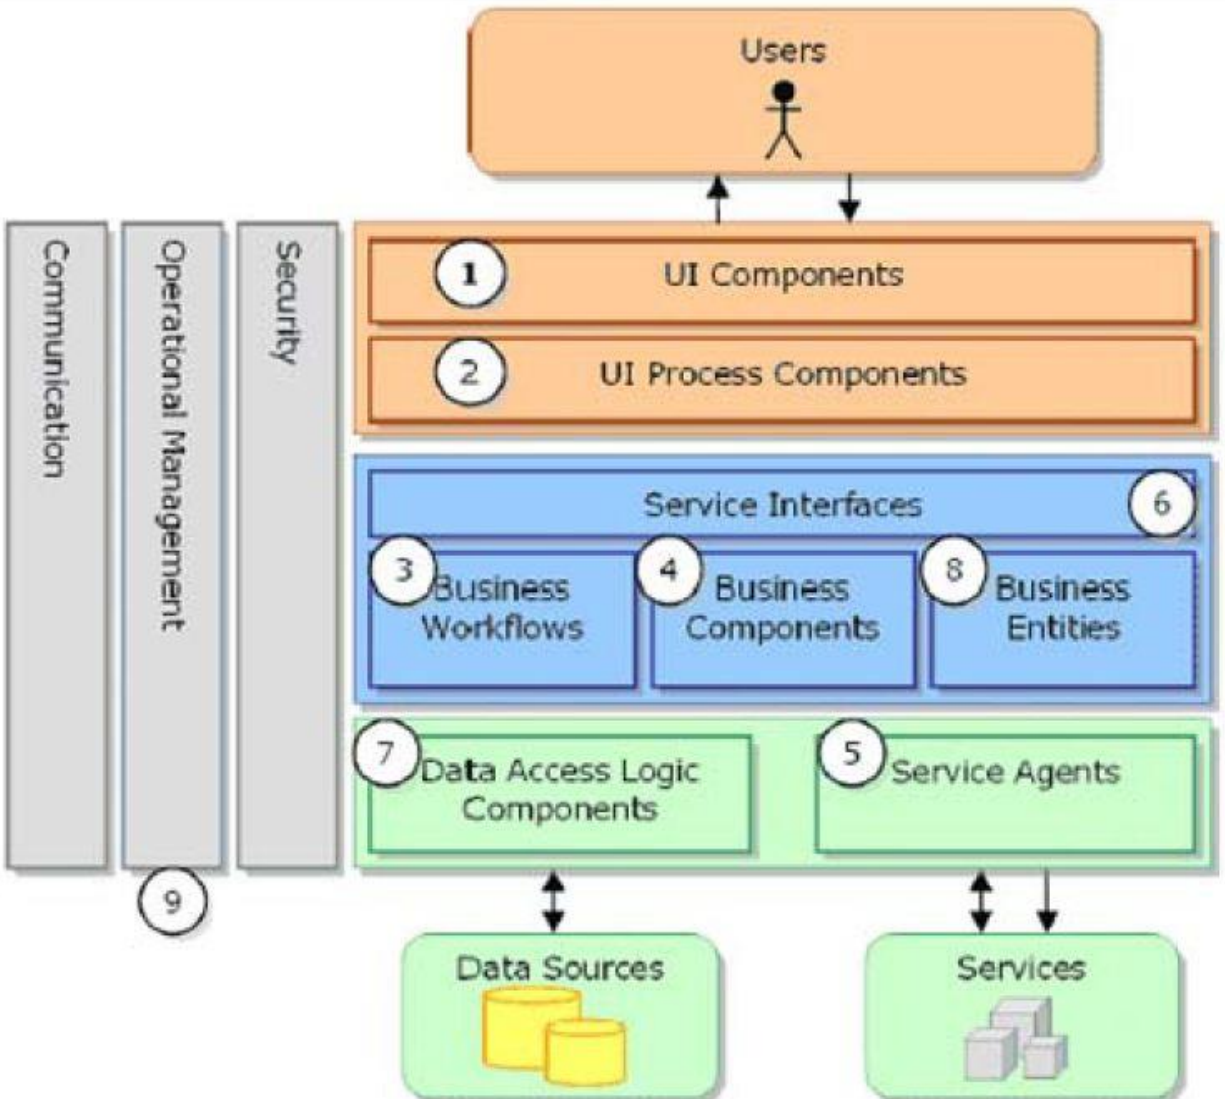 Users
Communication
Operational Management
Security
1
UI Components
2
UI Process Components
Service Interfaces
6
3
Business
Workflows
4
Business
Components
8
Business
Entities
7
Data Access Logic
Components
5
Service Agents
9
Data Sources
Services